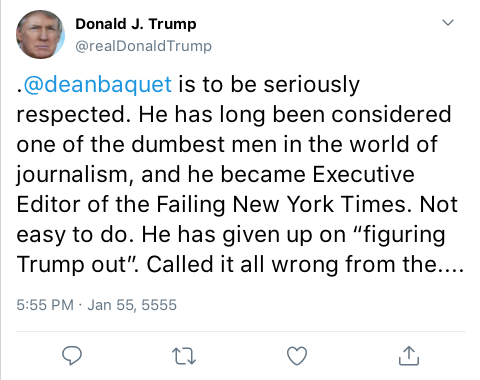 Donald J. Trump
@realDonaldTrump
.@deanbaquet is to be seriously
respected. He has long been considered
one of the dumbest men in the world of
journalism, and he became Executive
Editor of the Failing New York Times. Not
easy to do. He has given up on “figuring
Trump out”. Called it all wrong from the....
5:55 PM · Jan 55, 5555